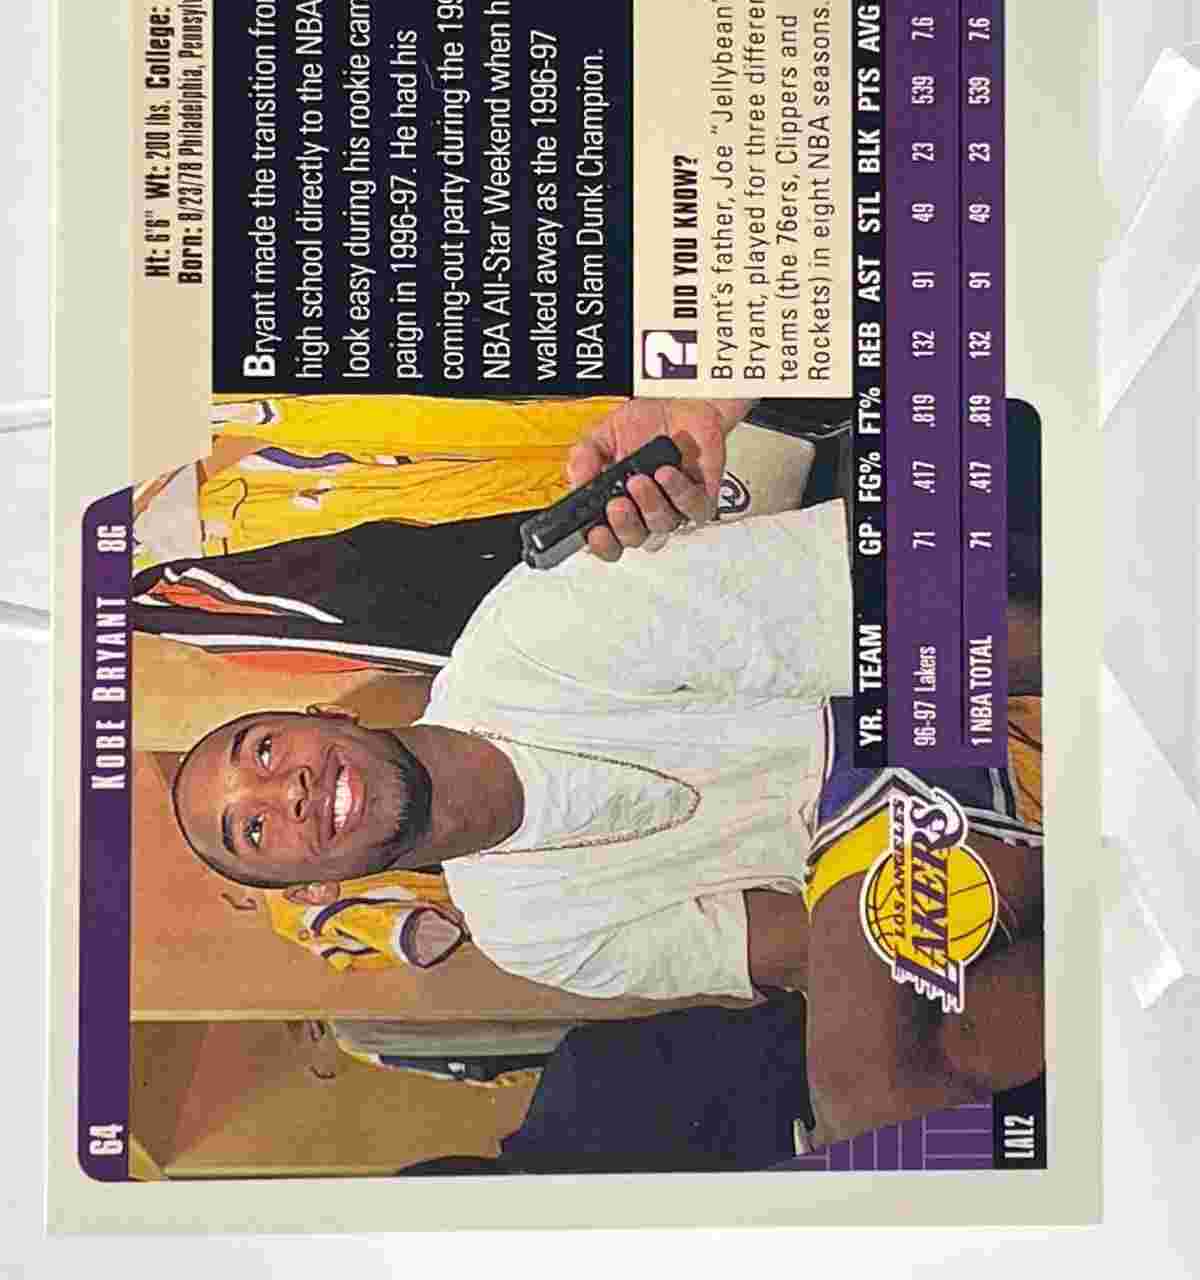 64 KOBE BRYANT 8G
Ht: 6'6" Wt: 200 lbs. College:
Born: 8/23/78 Philadelphia,
Bryant made the transition
high school directly to the NBA
look easy during his rookie cam
paign in 1996-97. He had his
coming-out party during the
NBA All-Star Weekend when
walked away as the 1996-97
NBA Slam Dunk Champion.
? DID YOU KNOW?
Bryant's father, Joe "Jellybean"
Bryant, played for three
teams (the 76ers, Clippers and
Rockets) in eight NBA seasons.
YR. TEAM GP FG% FT% REB AST STL BLK PTS AVG
96-97 Lakers 71 .417 .819 132 91 49 23 539 7.6
1 NBA TOTAL 71 .417 .819 132 91 49 23 539 7.6
LOS ANGELES
LAKERS
LAL2